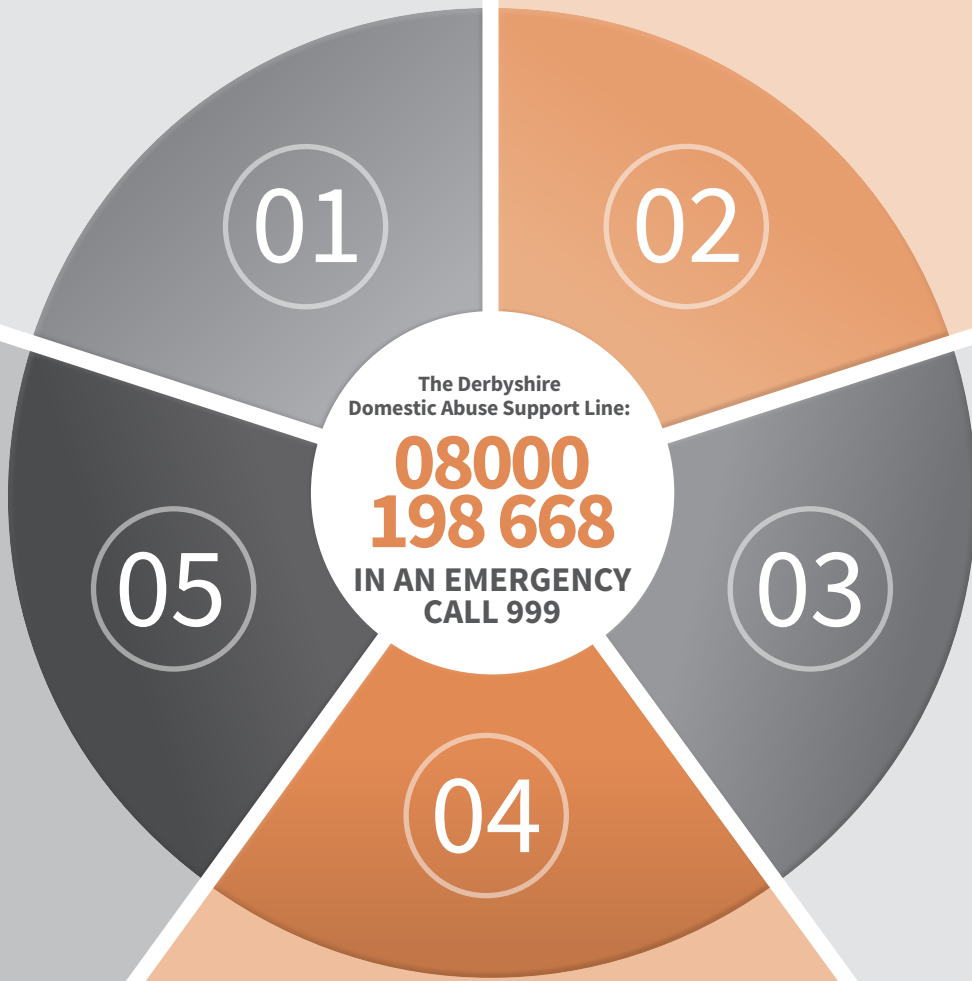 01
02
The Derbyshire
Domestic Abuse Support Line:
08000
198 668
IN AN EMERGENCY
CALL 999
05
03
04